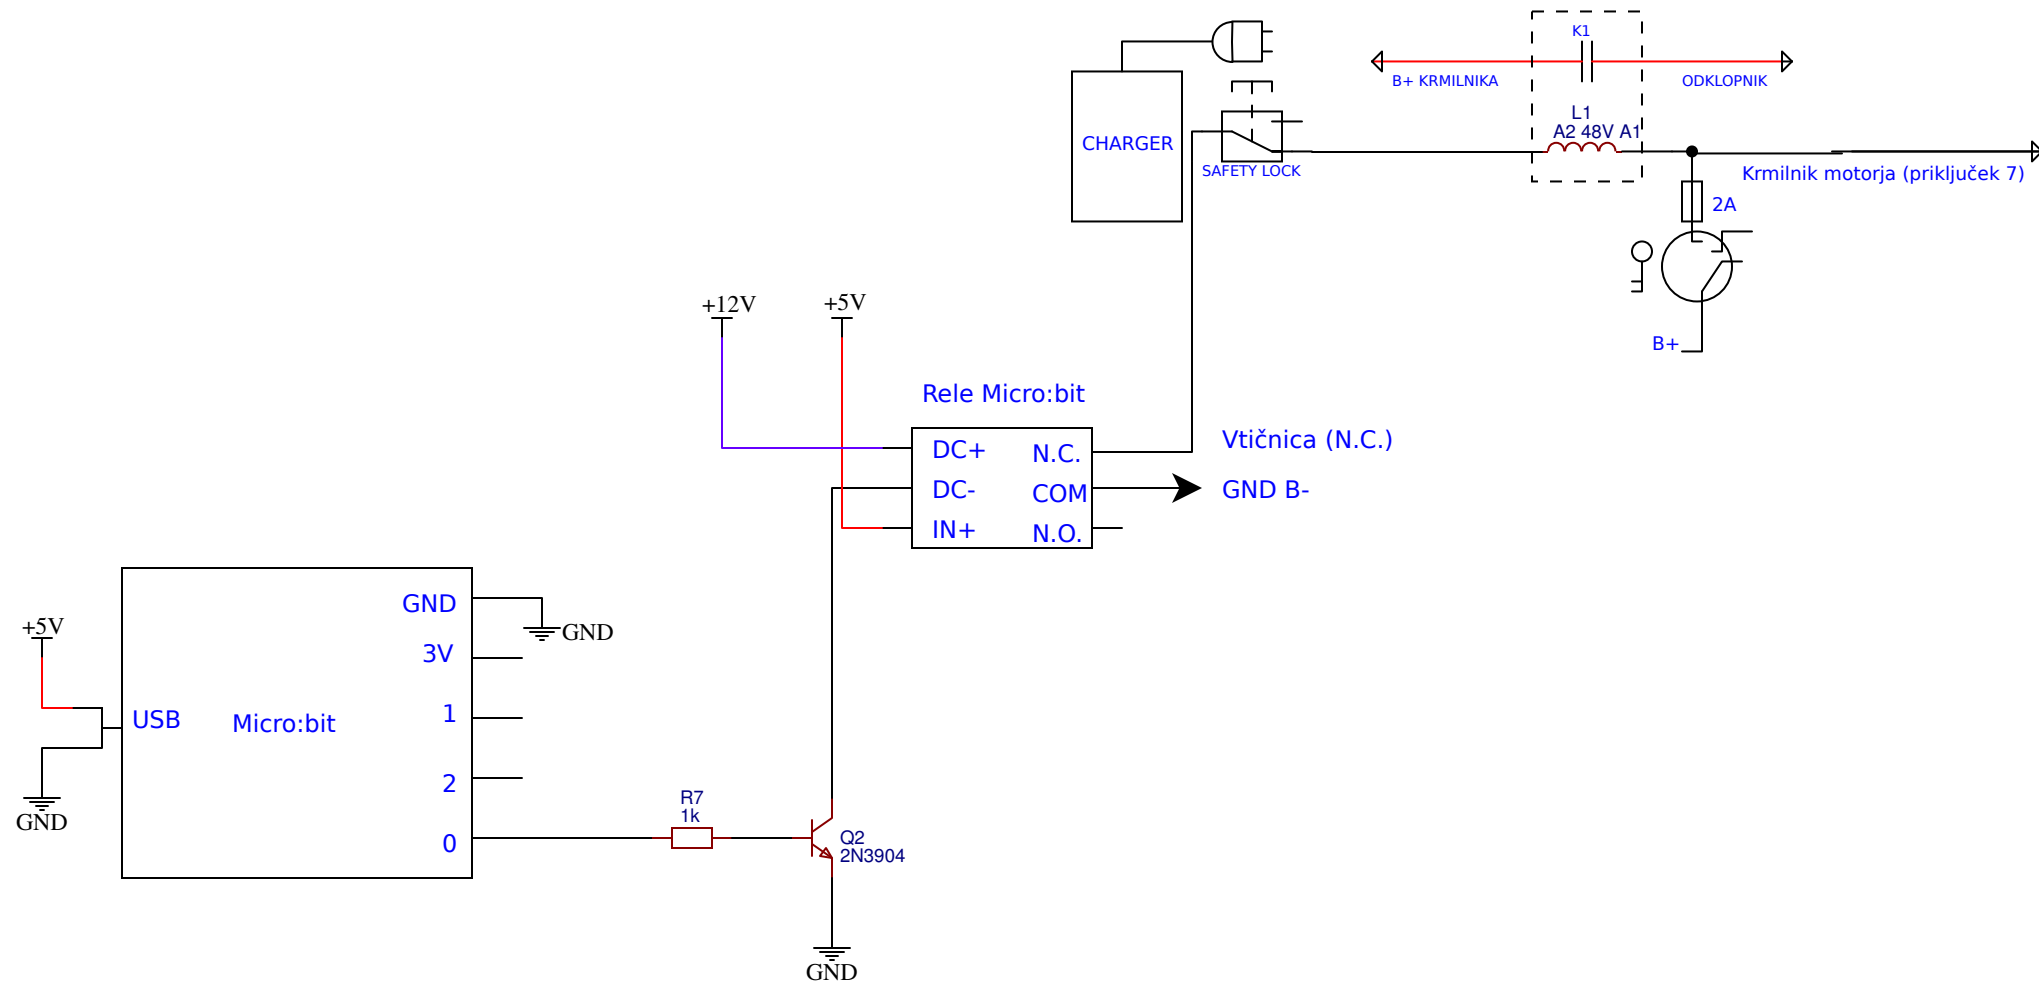 K1
B+ KRMILNIKA
ODKLOPNIK
L1
A2 48V A1
CHARGER
SAFETY LOCK
Krmilnik motorja (priključek 7)
2A
B+
+12V
+5V
Rele Micro:bit
DC+
N.C.
Vtičnica (N.C.)
DC-
COM
GND B-
IN+
N.O.
GND
GND
+5V
3V
1
USB
Micro:bit
2
GND
R7
1k
0
Q2
2N3904
GND